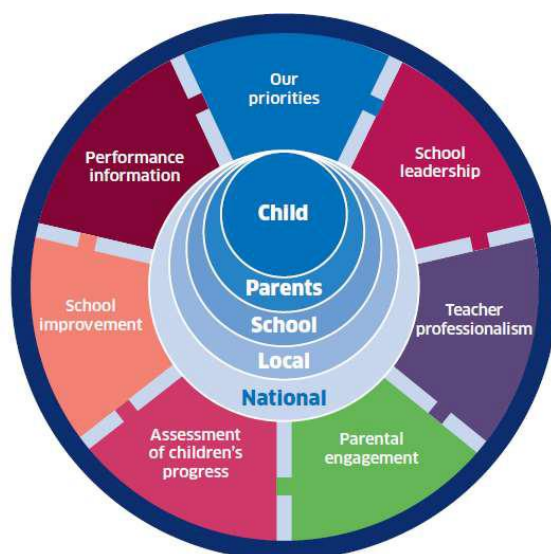 Our
priorities
School
leadership
Teacher
professionalism
Parental
engagement
Assessment
of children's
progress
School
improvement
Performance
information
Child
Parents
School
Local
National